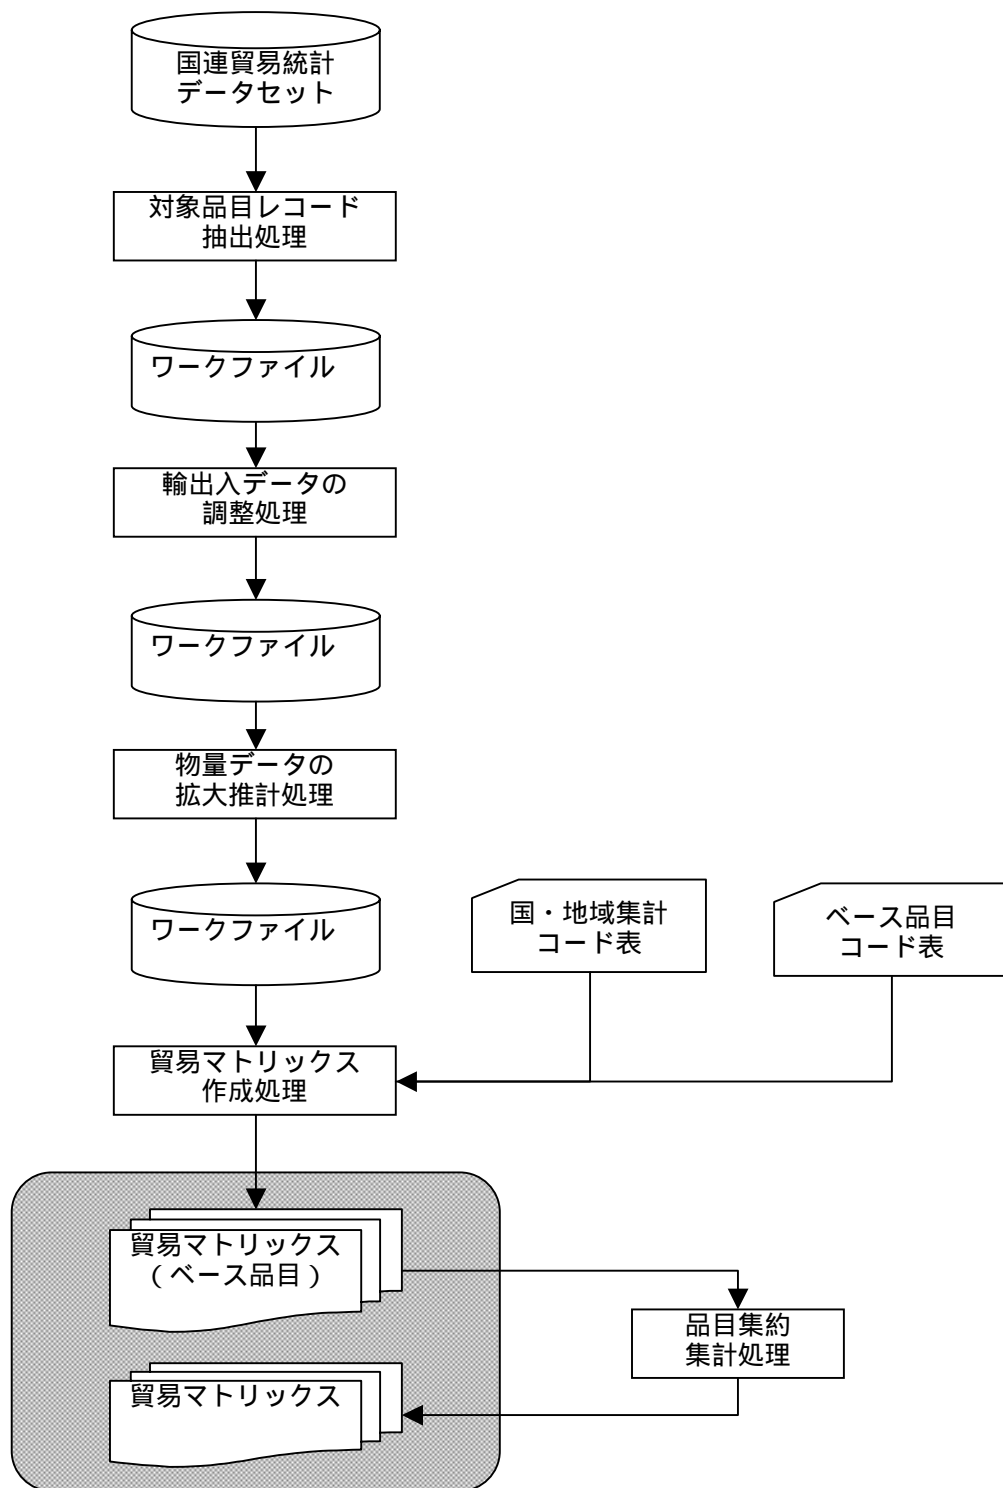 国連貿易統計
データセット
対象品目レコード
抽出処理
ワークファイル
輸出入データの
調整処理
ワークファイル
物量データの
拡大推計処理
ワークファイル
国・地域集計
コード表
ベース品目
コード表
貿易マトリックス
作成処理
貿易マトリックス
（ベース品目）
品目集約
集計処理
貿易マトリックス